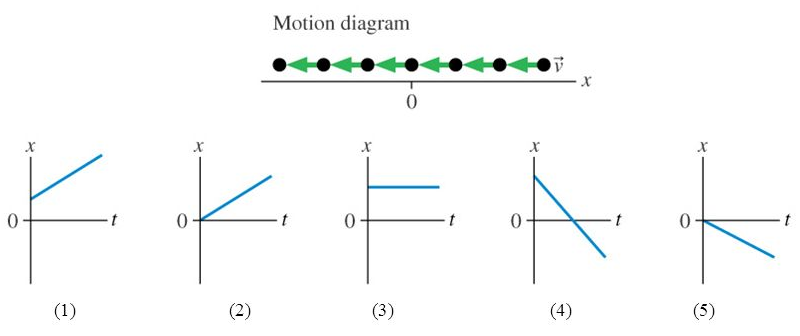 Motion diagram
v⃗
x
0
x x x x x
0 t 0 t 0 t 0 t 0 t
(1) (2) (3) (4) (5)